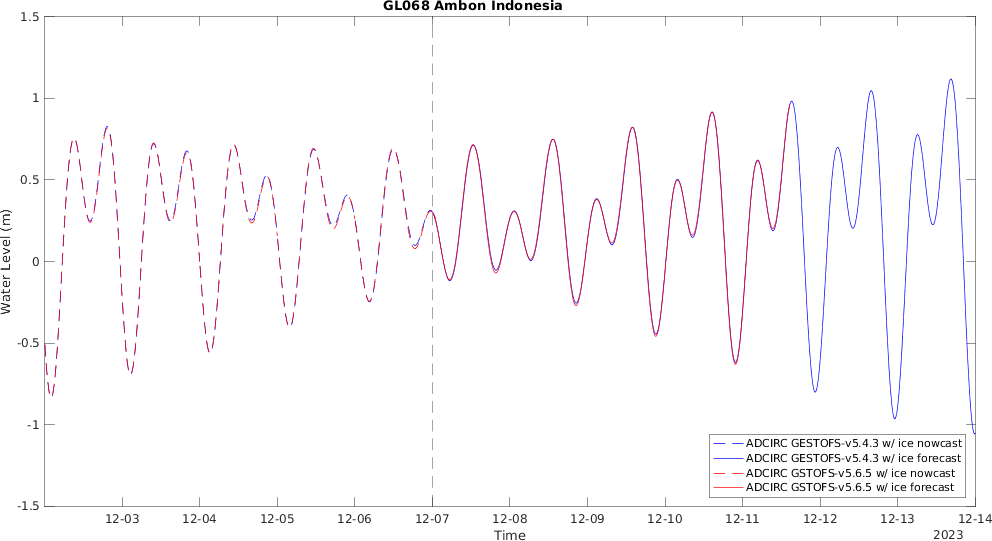 GL068 Ambon Indonesia
1.5
1
0.5
0
-0.5
-1
-1.5
Water Level (m)
ADCIRC GESTOFS-v5.4.3 w/ ice nowcast
ADCIRC GESTOFS-v5.4.3 w/ ice forecast
ADCIRC GSTOFS-v5.6.5 w/ ice nowcast
ADCIRC GSTOFS-v5.6.5 w/ ice forecast
12-03 12-04 12-05 12-06 12-07 12-08 12-09 12-10 12-11 12-12 12-13 12-14
Time
2023